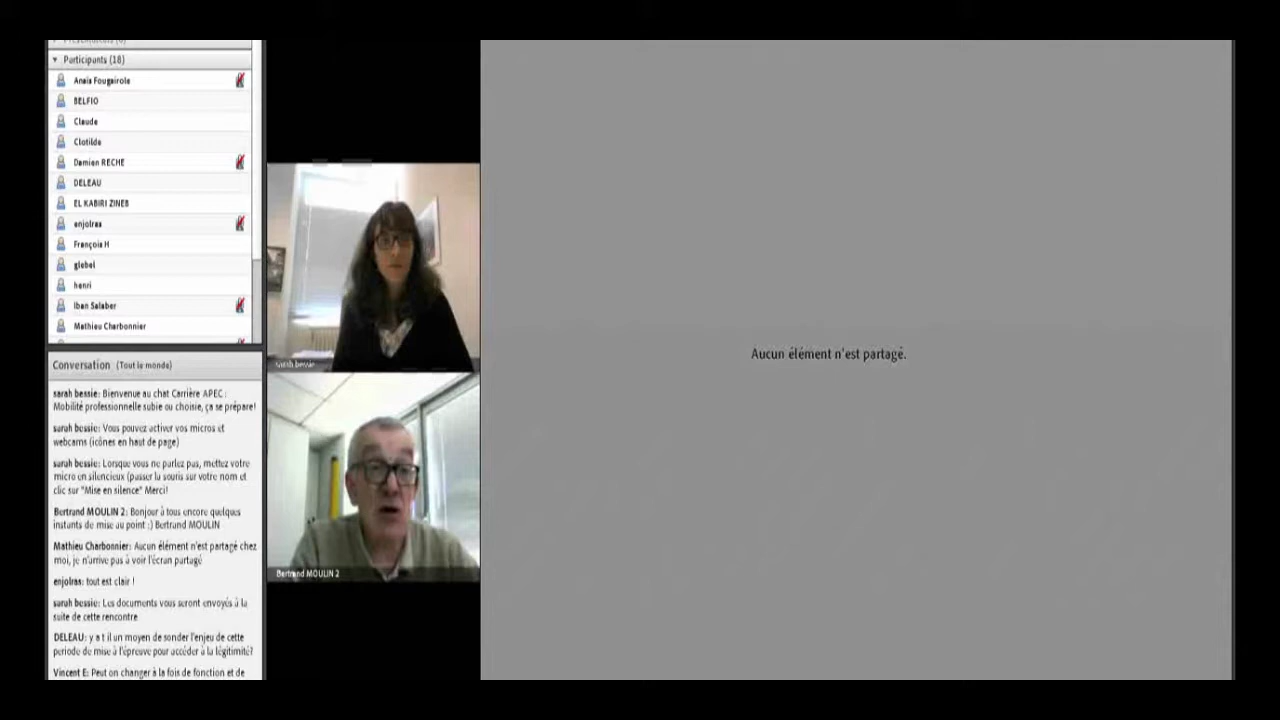 Participants (18)
Anais Fougairole
BELFIO
Claude
Clotilde
Damien RECHE
DELEAU
EL KABIRI ZINEB
enjolras
François H
glebel
henri
Iban Salaber
Mathieu Charbonnier
sarah bessie
Bertrand MOULIN 2
Conversation (Tout le monde)
sarah bessie: Bienvenue au chat Carrière APEC :
Mobilité professionnelle subie ou choisie, ça se prépare!
sarah bessie: Vous pouvez activer vos micros et
webcams (icônes en haut de page)
sarah bessie: Lorsque vous ne parlez pas, mettez votre
micro en silencieux (passer la souris sur votre nom et
clic sur "Mise en silence" Merci!
Bertrand MOULIN 2: Bonjour à tous encore quelques
instants de mise au point :) Bertrand MOULIN
Mathieu Charbonnier: Aucun élément n'est partagé chez
moi, je n'arrive pas à voir l'écran partagé
enjolras: tout est clair !
sarah bessie: Les documents vous seront envoyés à la
suite de cette rencontre
DELEAU: y a t il un moyen de sonder l'enjeu de cette
periode de mise à l'épreuve pour accéder à la légitimité?
Vincent E: Peut on changer à la fois de fonction et de
Aucun élément n'est partagé.